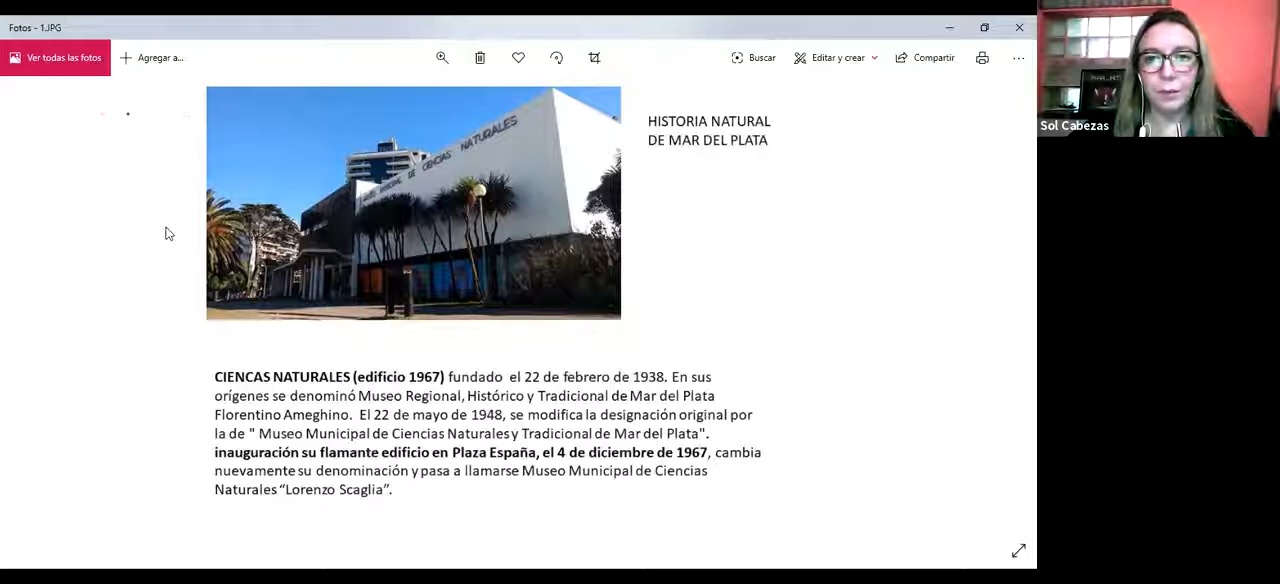 Fotos - 1.JPG
Ver todas las fotos
Agregar a...
Buscar
Editar y crear
Compartir
MUNICIPAL DE CIENCIAS NATURALES
HISTORIA NATURAL
DE MAR DEL PLATA
Sol Cabezas
CIENCAS NATURALES (edificio 1967) fundado el 22 de febrero de 1938. En sus
orígenes se denominó Museo Regional, Histórico y Tradicional de Mar del Plata
Florentino Ameghino. El 22 de mayo de 1948, se modifica la designación original por
la de " Museo Municipal de Ciencias Naturales y Tradicional de Mar del Plata".
inauguración su flamante edificio en Plaza España, el 4 de diciembre de 1967, cambia
nuevamente su denominación y pasa a llamarse Museo Municipal de Ciencias
Naturales “Lorenzo Scaglia”.